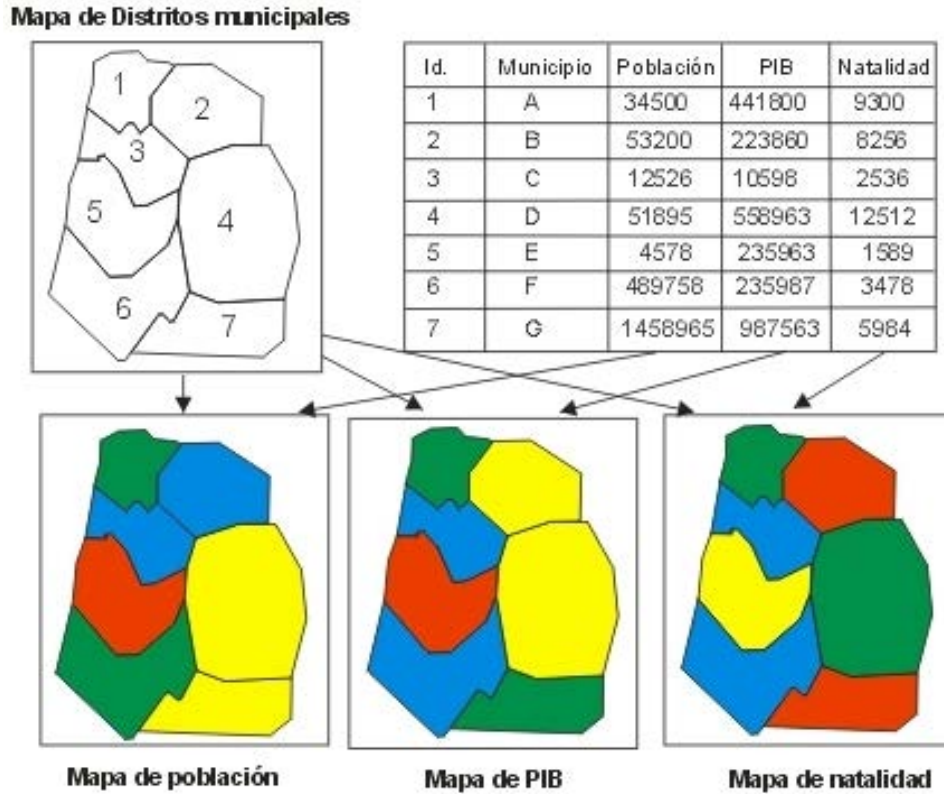 Mapa de Distritos municipales
1
2
3
4
5
6
7
Id. Municipio Población PIB Natalidad
1 A 34500 441800 9300
2 B 53200 223860 8256
3 C 12526 10598 2536
4 D 51895 558963 12512
5 E 4578 235963 1589
6 F 489758 235987 3478
7 G 1458965 987563 5984
Mapa de población
Mapa de PIB
Mapa de natalidad